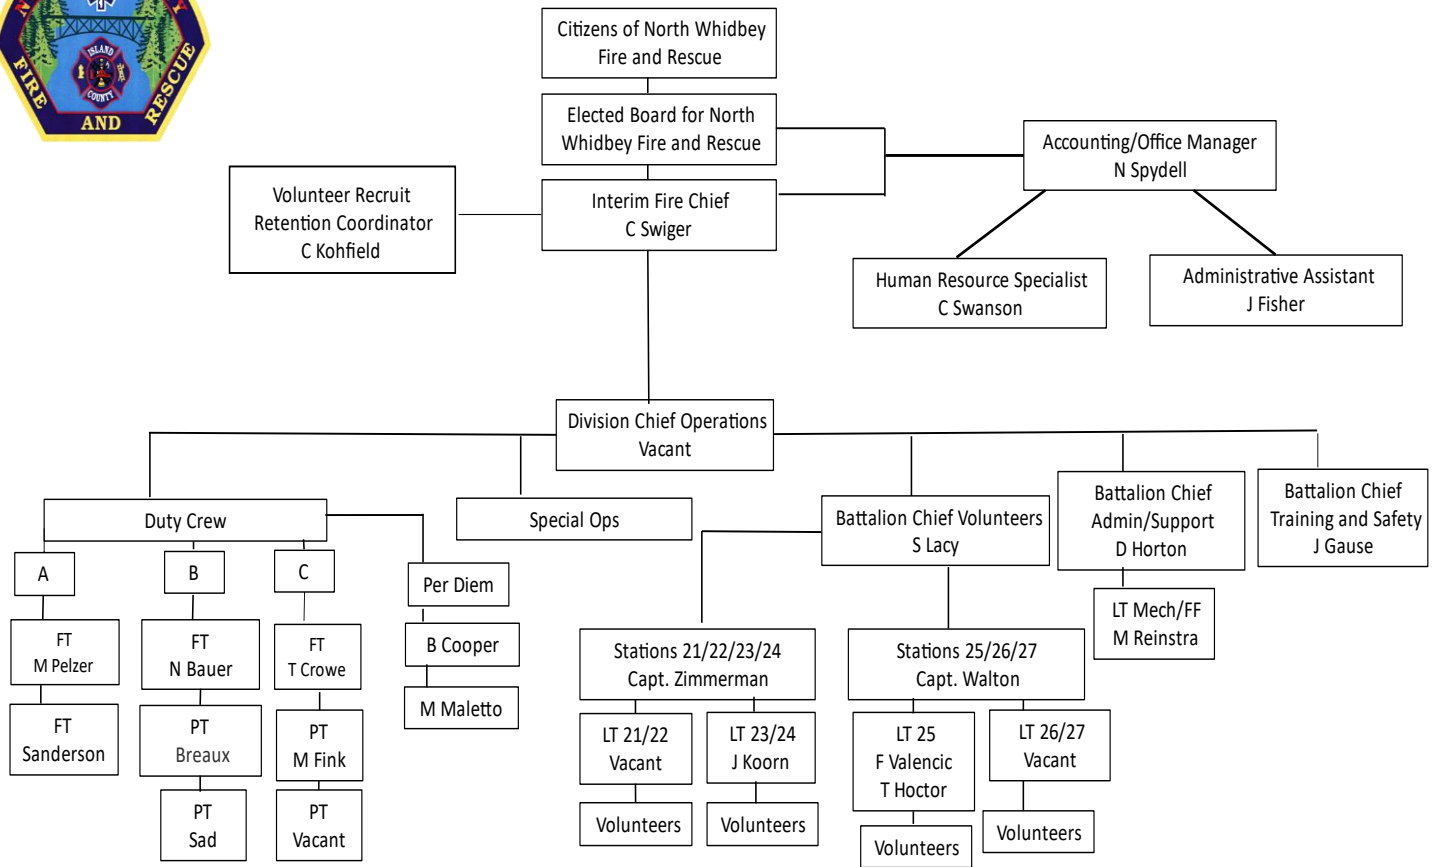 ISLAND
COUNTY
FIRE
AND
RESCUE
Citizens of North Whidbey
Fire and Rescue
Elected Board for North
Whidbey Fire and Rescue
Accounting/Office Manager
N Spydell
Volunteer Recruit
Retention Coordinator
C Kohfield
Interim Fire Chief
C Swiger
Human Resource Specialist
C Swanson
Administrative Assistant
J Fisher
Division Chief Operations
Vacant
Duty Crew
Special Ops
Battalion Chief Volunteers
S Lacy
Battalion Chief
Admin/Support
D Horton
Battalion Chief
Training and Safety
J Gause
A
B
C
Per Diem
LT Mech/FF
M Reinstra
FT
M Pelzer
FT
N Bauer
FT
T Crowe
B Cooper
Stations 21/22/23/24
Capt. Zimmerman
Stations 25/26/27
Capt. Walton
FT
Sanderson
PT
Breaux
PT
M Fink
M Maletto
LT 21/22
Vacant
LT 23/24
J Koorn
LT 25
F Valencic
T Hoctor
LT 26/27
Vacant
PT
Sad
PT
Vacant
Volunteers
Volunteers
Volunteers
Volunteers